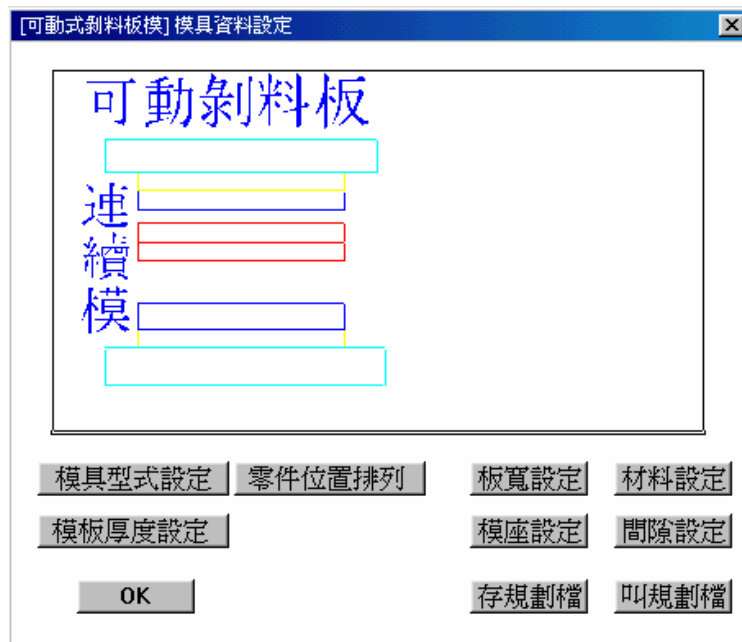 [可動式剝料板模] 模具資料設定
可動剝料板
連續模
模具型式設定 零件位置排列 板寬設定 材料設定
模板厚度設定 模座設定 間隙設定
OK 存規劃檔 叫規劃檔